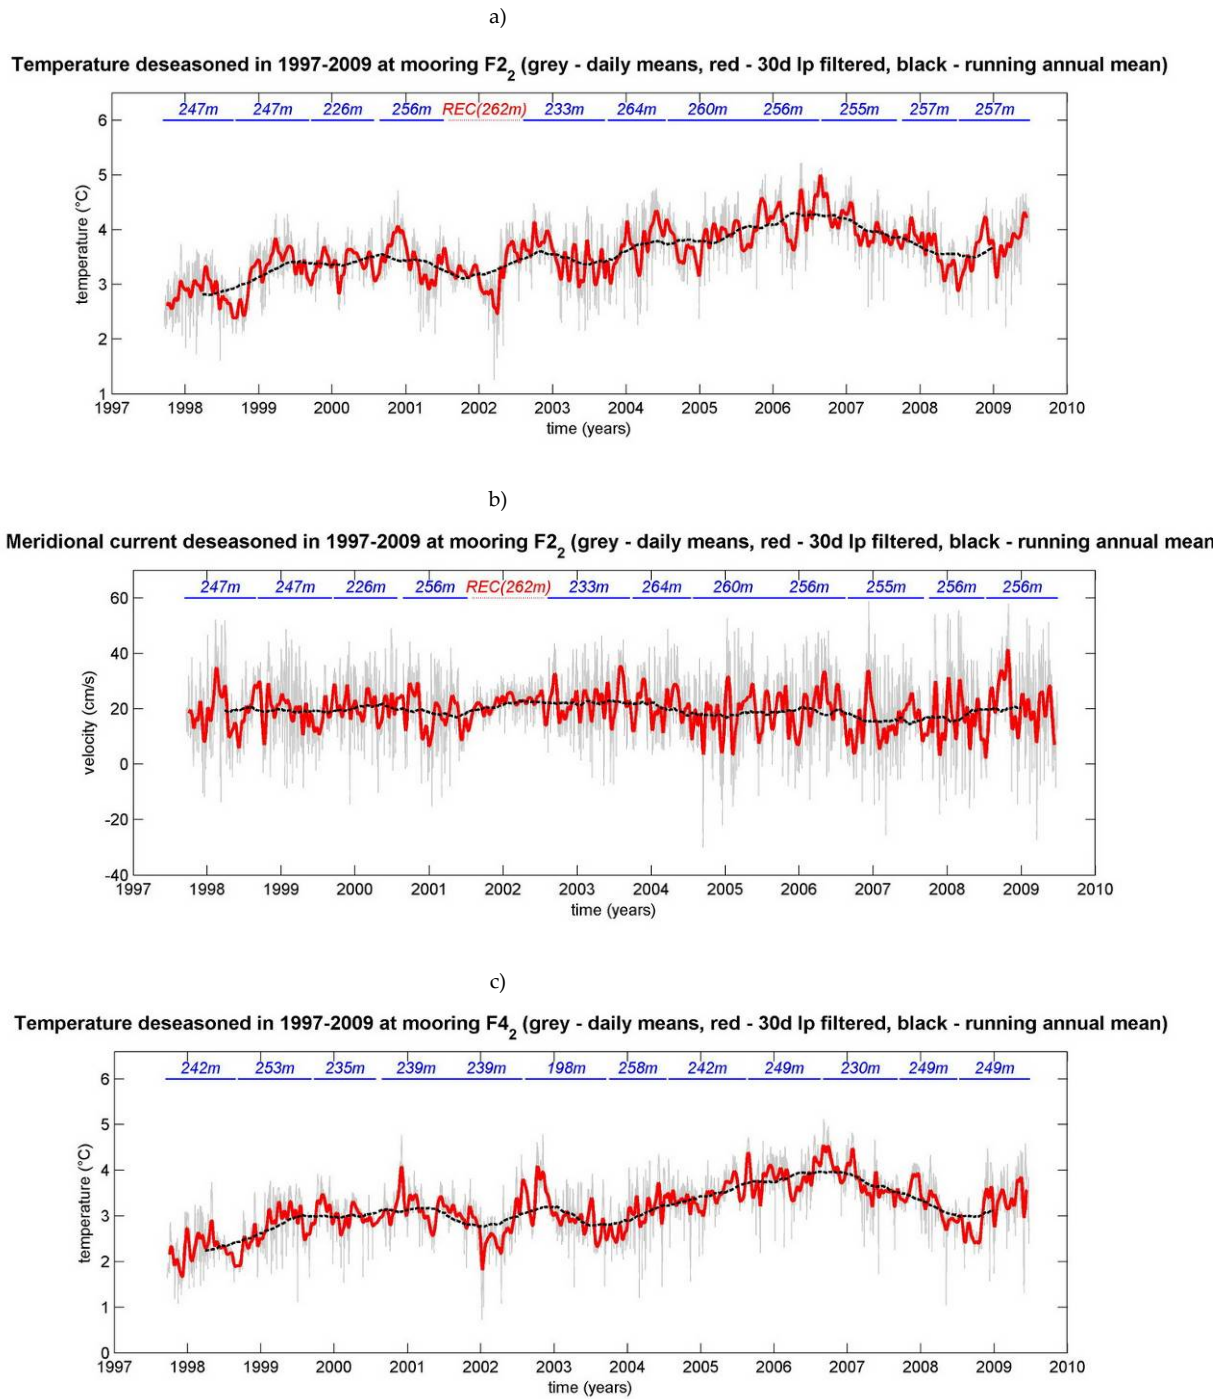 a)
Temperature deseasoned in 1997-2009 at mooring F2₂ (grey - daily means, red - 30d lp filtered, black - running annual mean)
247m 247m 226m 256m REC(262m) 233m 264m 260m 256m 255m 257m 257m
6
5
4
3
2
1
temperature (°C)
1997 1998 1999 2000 2001 2002 2003 2004 2005 2006 2007 2008 2009 2010
time (years)
b)
Meridional current deseasoned in 1997-2009 at mooring F2₂ (grey - daily means, red - 30d lp filtered, black - running annual mean
247m 247m 226m 256m REC(262m) 233m 264m 260m 256m 255m 256m 256m
60
40
20
0
-20
-40
velocity (cm/s)
1997 1998 1999 2000 2001 2002 2003 2004 2005 2006 2007 2008 2009 2010
time (years)
c)
Temperature deseasoned in 1997-2009 at mooring F4₂ (grey - daily means, red - 30d lp filtered, black - running annual mean)
242m 253m 235m 239m 239m 198m 258m 242m 249m 230m 249m 249m
6
5
4
3
2
1
0
temperature (°C)
1997 1998 1999 2000 2001 2002 2003 2004 2005 2006 2007 2008 2009 2010
time (years)